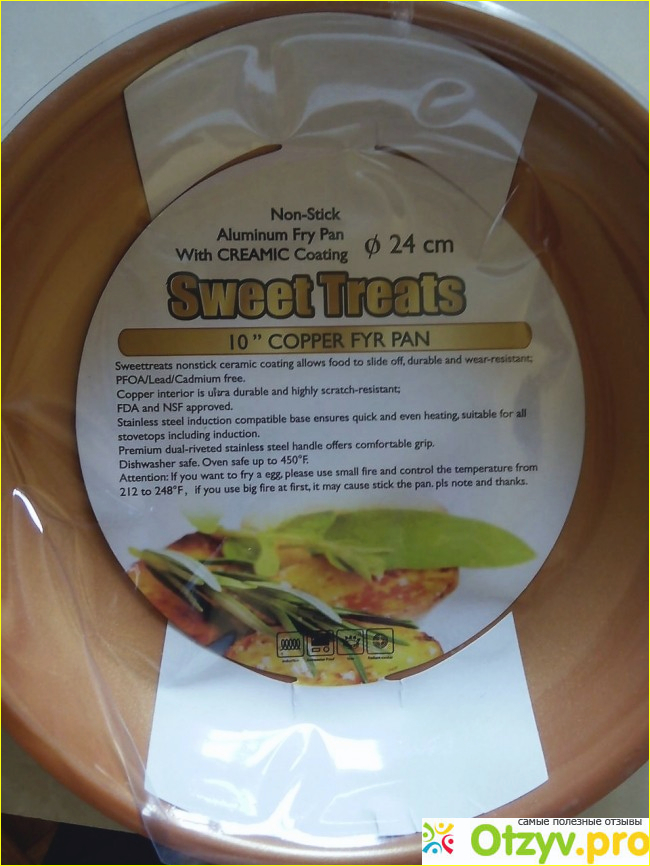 Non-Stick
Aluminum Fry Pan
With CREAMIC Coating
Ø 24 cm
Sweet Treats
10" COPPER FYR PAN
Sweettreats nonstick ceramic coating allows food to slide off, durable and wear-resistant;
PFOA/Lead/Cadmium free.
Copper interior is ultra durable and highly scratch-resistant;
FDA and NSF approved.
Stainless steel induction compatible base ensures quick and even heating, suitable for all
stovetops including induction.
Premium dual-riveted stainless steel handle offers comfortable grip.
Dishwasher safe. Oven safe up to 450°F.
Attention: If you want to fry a egg, please use small fire and control the temperature from
212 to 248°F, if you use big fire at first, it may cause stick the pan. pls note and thanks.
самые полезные отзывы
Otzyv.pro